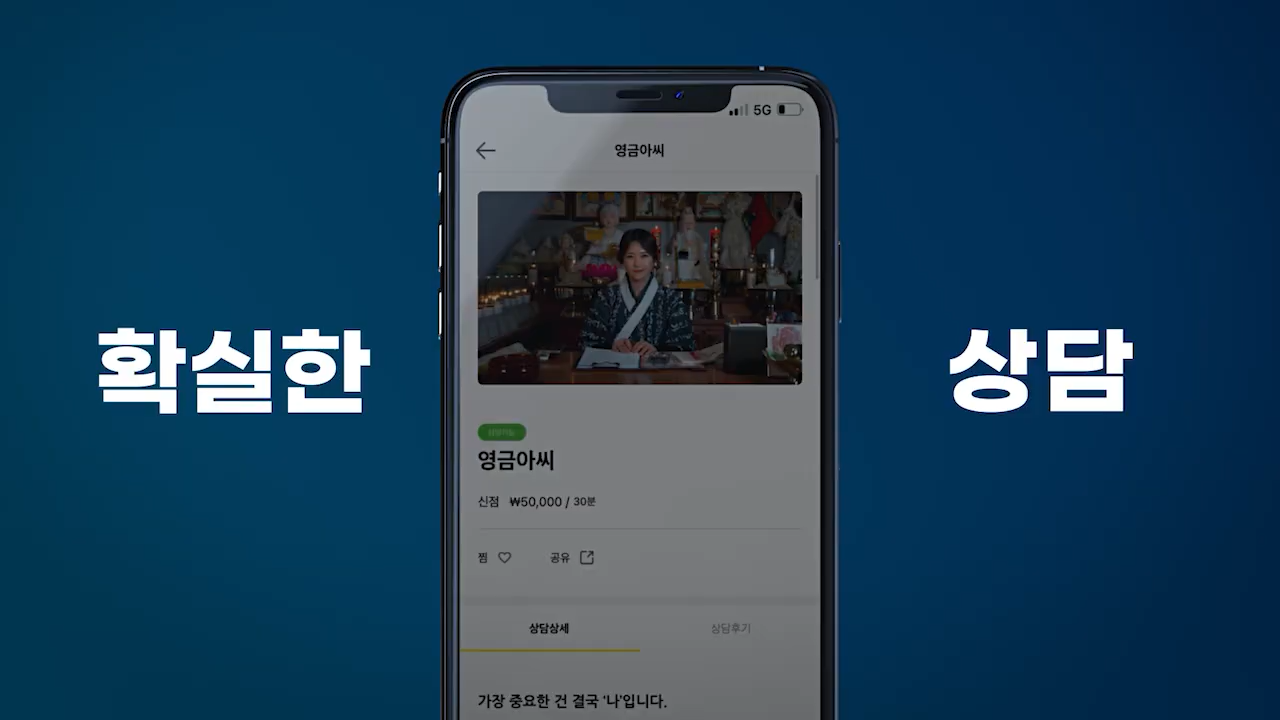 5G
영금아씨
확실한
상담
영금아씨
신점 ₩50,000 / 30분
찜
공유
상담상세
상담후기
가장 중요한 건 결국 '나'입니다.